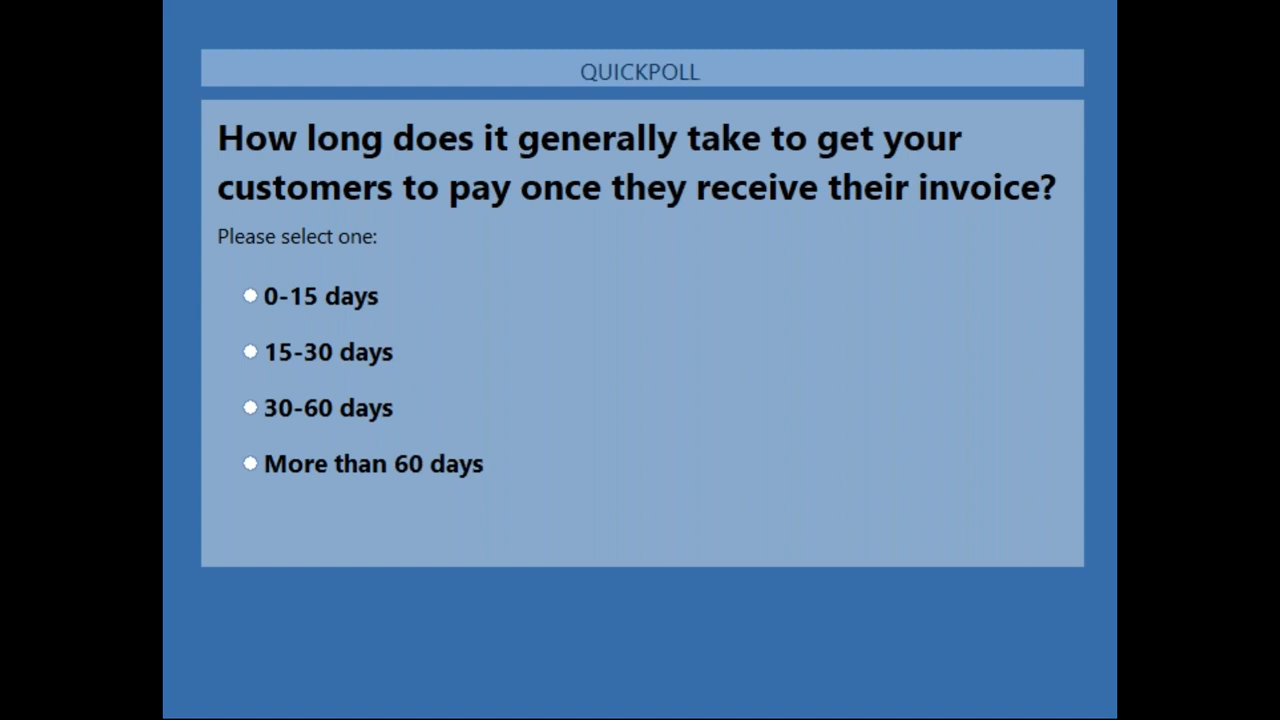 QUICKPOLL
How long does it generally take to get your
customers to pay once they receive their invoice?
Please select one:
0-15 days
15-30 days
30-60 days
More than 60 days